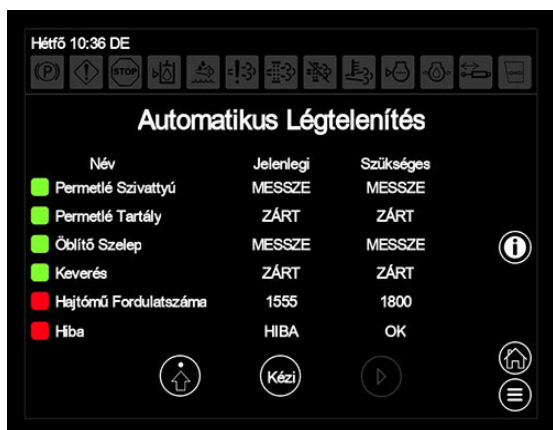 Hétfő 10:36 DE
STOP
Automatikus Légtelenítés
Név Jelenlegi Szükséges
Permetlé Szivattyú MESSZE MESSZE
Permetlé Tartály ZÁRT ZÁRT
Öblítő Szelep MESSZE MESSZE
Keverés ZÁRT ZÁRT
Hajtómű Fordulatszáma 1555 1800
Hiba HIBA OK
Kézi